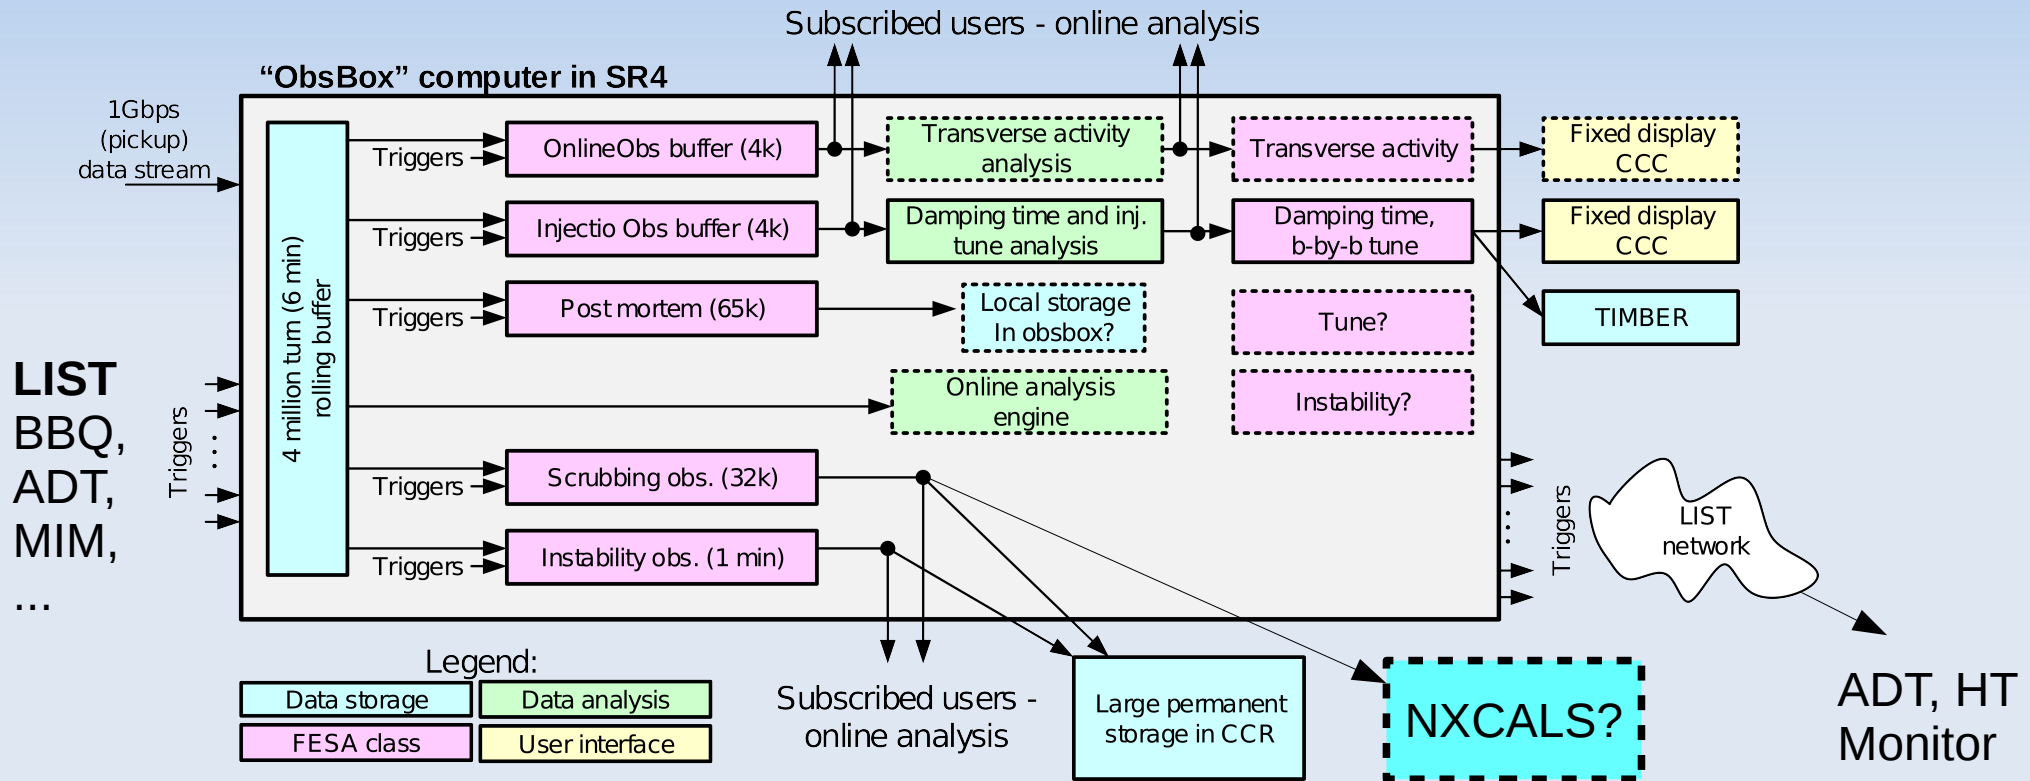 Subscribed users - online analysis
“ObsBox” computer in SR4
1Gbps
(pickup)
data stream
4 million turn (6 min)
rolling buffer
Triggers
OnlineObs buffer (4k)
Transverse activity
analysis
Transverse activity
Fixed display
CCC
Triggers
Injectio Obs buffer (4k)
Damping time and inj.
tune analysis
Damping time,
b-by-b tune
Fixed display
CCC
Triggers
Post mortem (65k)
Local storage
In obsbox?
Tune?
TIMBER
Online analysis
engine
Instability?
LIST
BBQ,
ADT,
MIM,
...
Triggers
Triggers
Scrubbing obs. (32k)
Triggers
Instability obs. (1 min)
Triggers
LIST
network
Legend:
Data storage
Data analysis
FESA class
User interface
Subscribed users -
online analysis
Large permanent
storage in CCR
NXCALS?
ADT, HT
Monitor